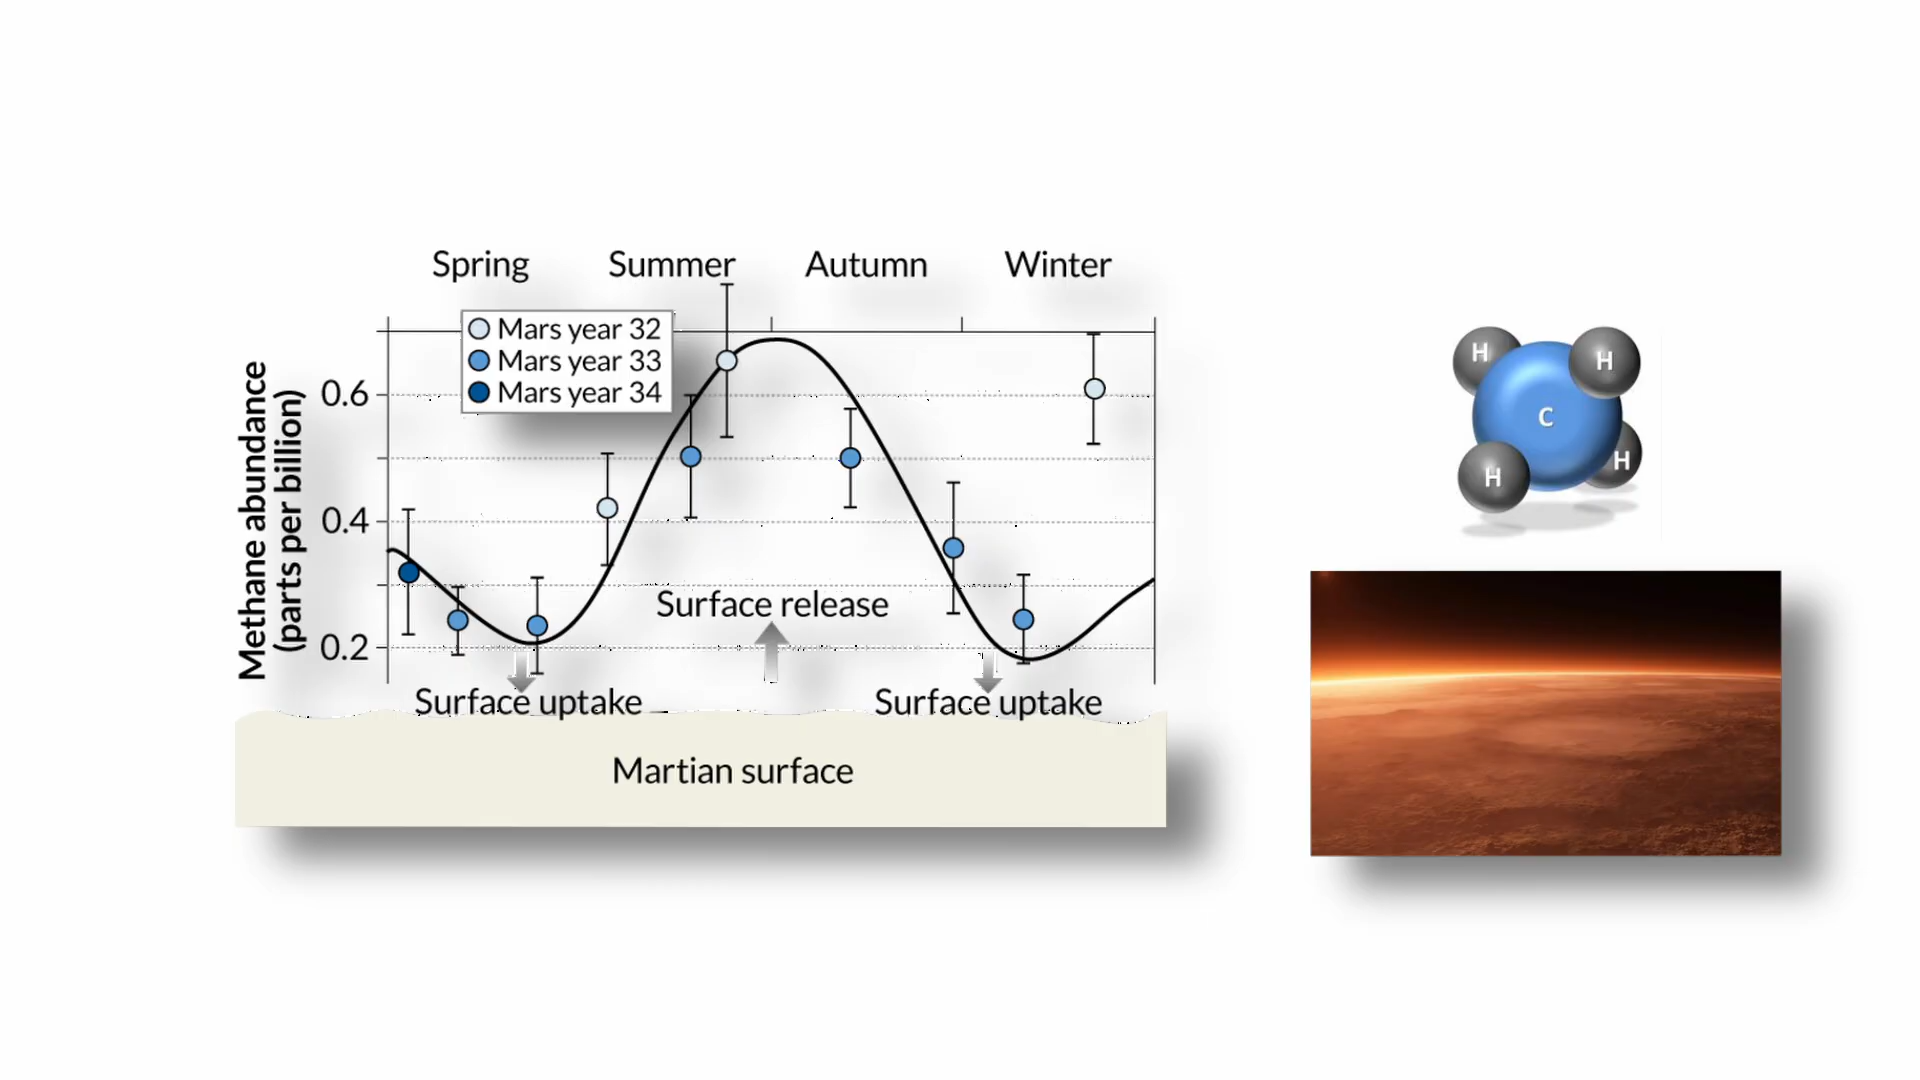 Spring Summer Autumn Winter
Mars year 32
Mars year 33
Mars year 34
Methane abundance
(parts per billion)
0.6
0.4
0.2
Surface release
Surface uptake
Surface uptake
Martian surface
H
H
C
H
H